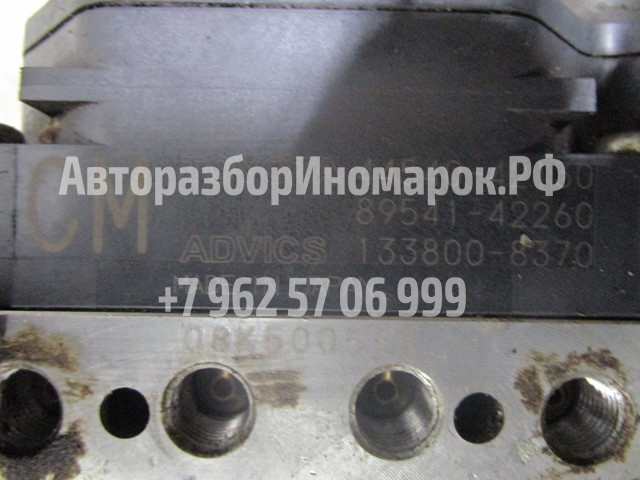 CM
АвторазборИномарок.РФ
89541-42260
ADVICS 133800-8370
+7 962 57 06 999